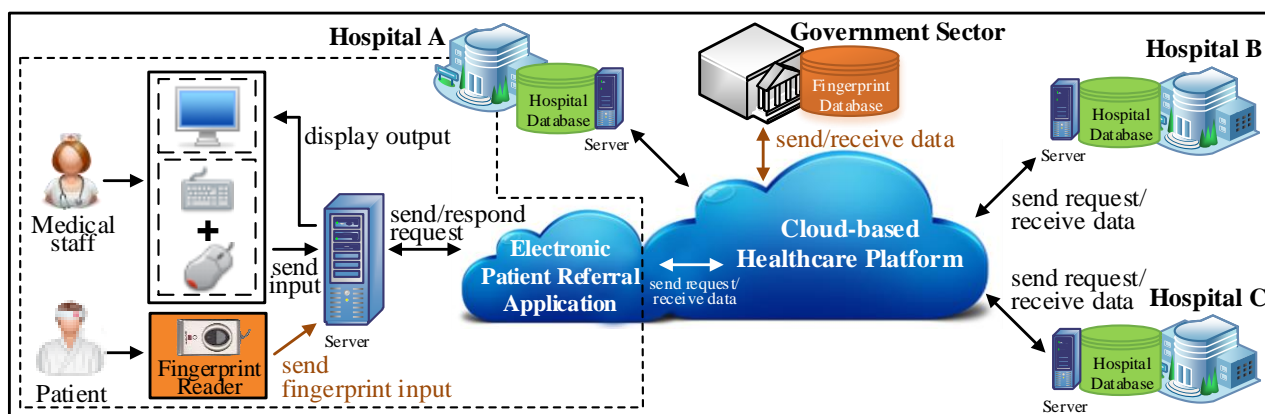 Hospital A
Hospital
Database
Server
Government Sector
Fingerprint
Database
send/receive data
Hospital B
Hospital
Database
Server
send request/
receive data
display output
Medical
staff
+
send
input
Server
send/respond
request
Electronic
Patient Referral
Application
send request/
receive data
Cloud-based
Healthcare Platform
send request/
receive data
Hospital C
Hospital
Database
Server
Patient
Fingerprint
Reader
send
fingerprint input